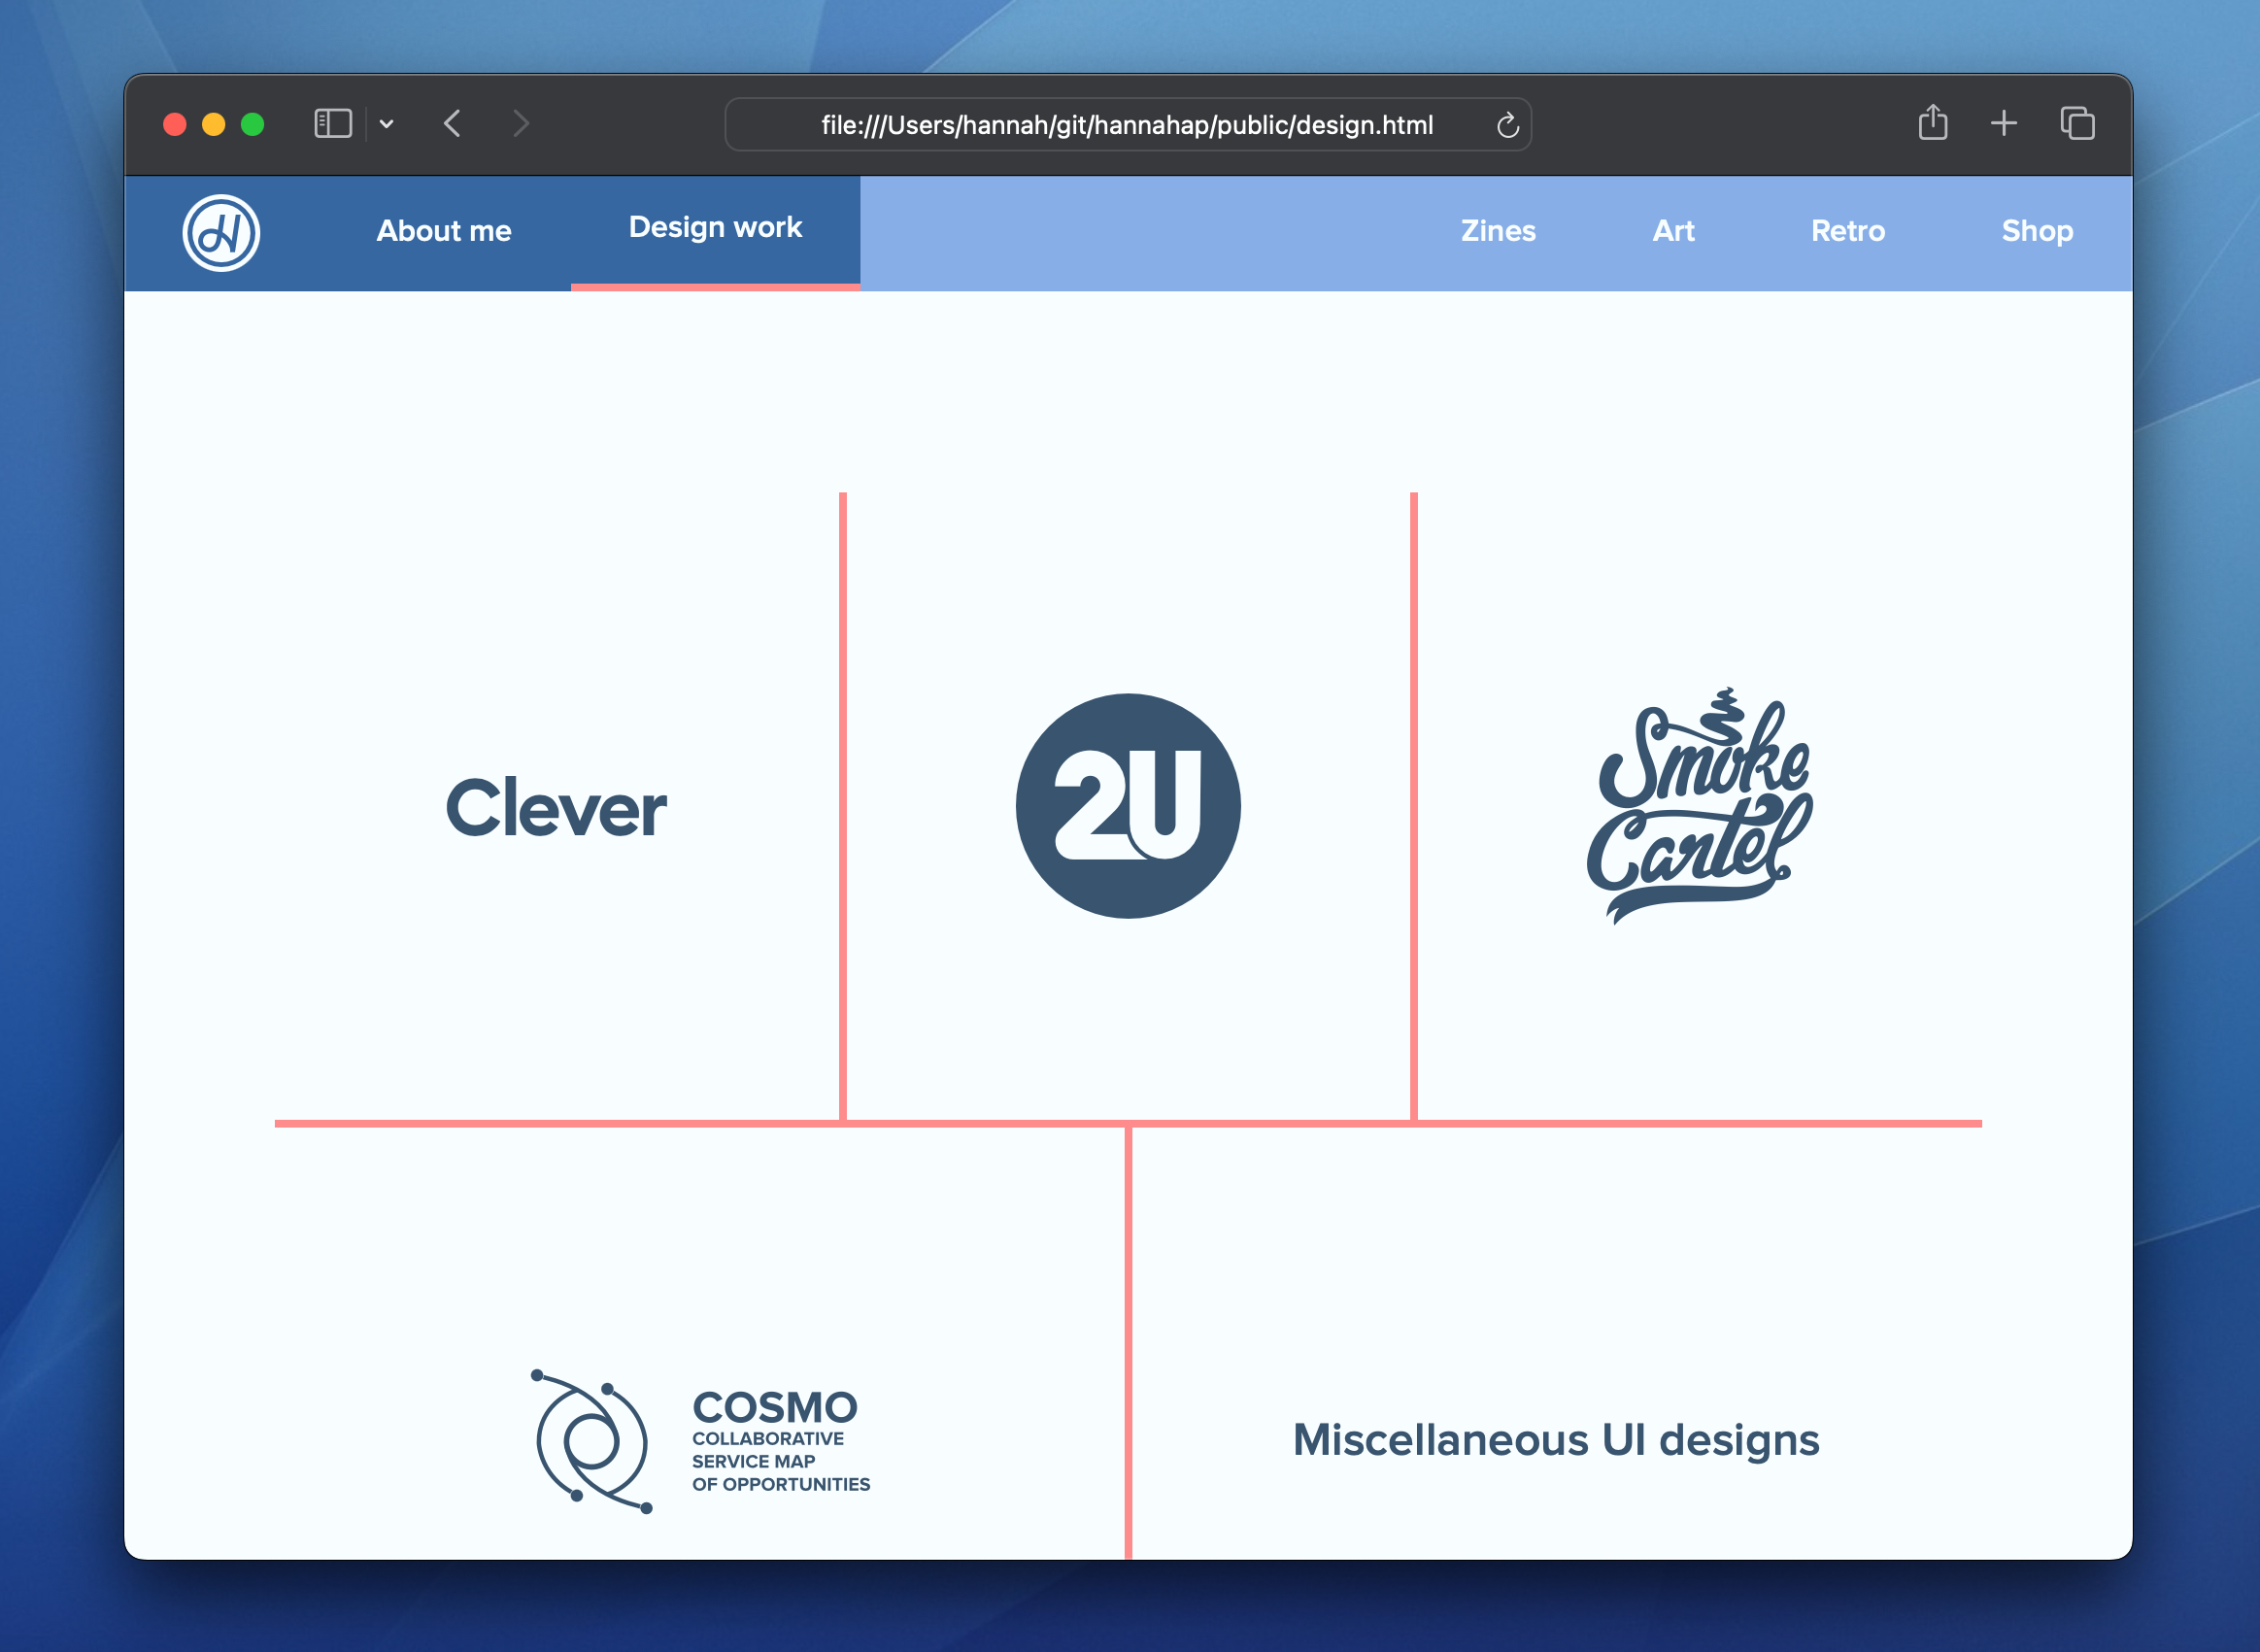 file:///Users/hannah/git/hannahap/public/design.html
H
About me
Design work
Zines
Art
Retro
Shop
Clever
2U
Smoke
Cartel
COSMO
COLLABORATIVE
SERVICE MAP
OF OPPORTUNITIES
Miscellaneous UI designs